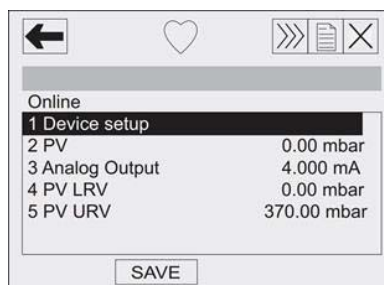 Online
1 Device setup
2 PV 0.00 mbar
3 Analog Output 4.000 mA
4 PV LRV 0.00 mbar
5 PV URV 370.00 mbar
SAVE